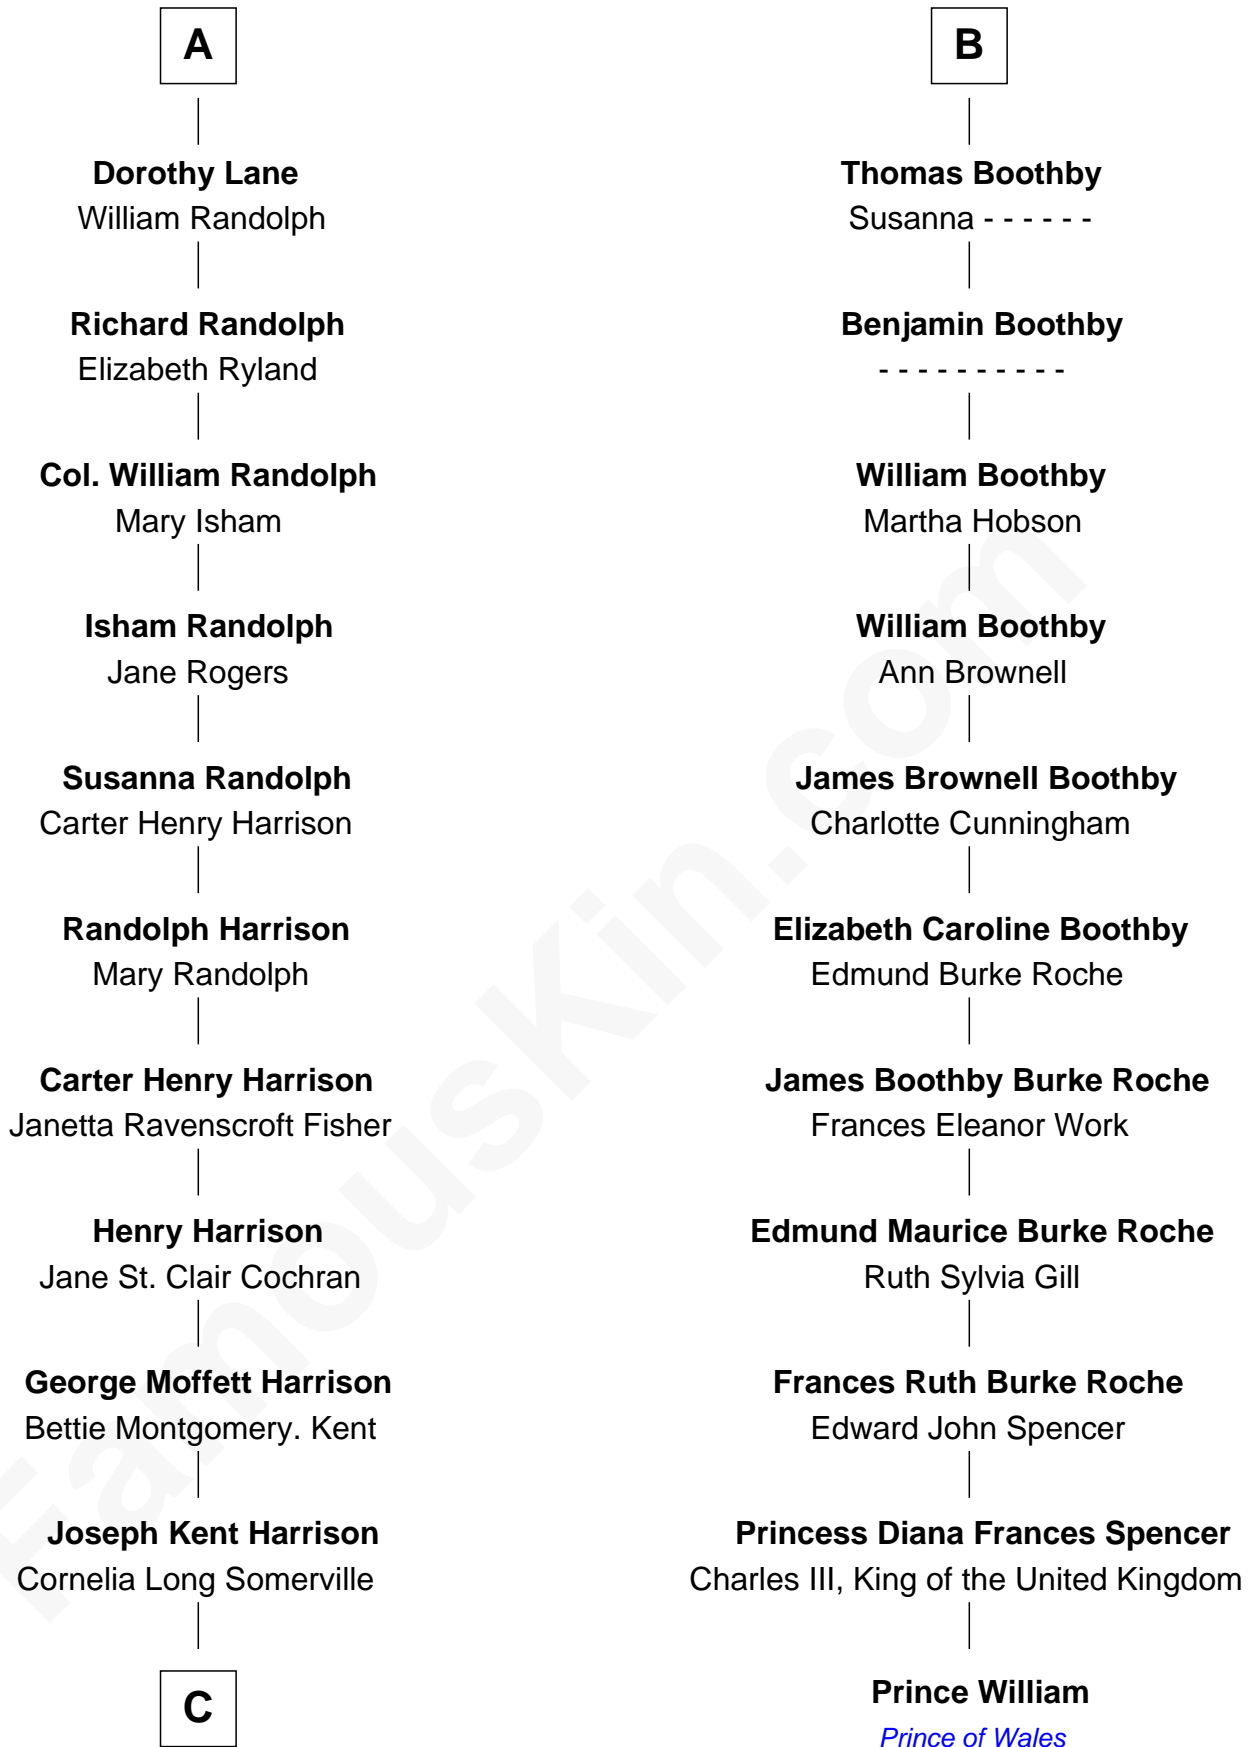 A
Dorothy Lane
William Randolph
Richard Randolph
Elizabeth Ryland
Col. William Randolph
Mary Isham
Isham Randolph
Jane Rogers
Susanna Randolph
Carter Henry Harrison
Randolph Harrison
Mary Randolph
Carter Henry Harrison
Janetta Ravenscroft Fisher
Henry Harrison
Jane St. Clair Cochran
George Moffett Harrison
Bettie Montgomery. Kent
Joseph Kent Harrison
Cornelia Long Somerville
C
B
Thomas Boothby
Susanna - - - - - -
Benjamin Boothby
- - - - - - - - - -
William Boothby
Martha Hobson
William Boothby
Ann Brownell
James Brownell Boothby
Charlotte Cunningham
Elizabeth Caroline Boothby
Edmund Burke Roche
James Boothby Burke Roche
Frances Eleanor Work
Edmund Maurice Burke Roche
Ruth Sylvia Gill
Frances Ruth Burke Roche
Edward John Spencer
Princess Diana Frances Spencer
Charles III, King of the United Kingdom
Prince William
Prince of Wales
FamousKin.com